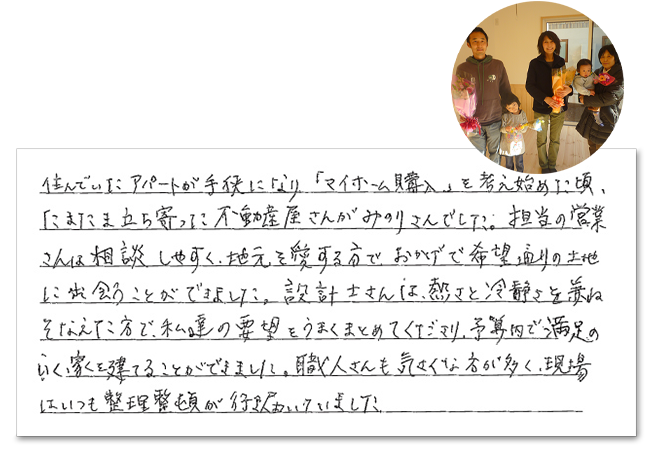 住んでいたアパートが手狭になり「マイホーム購入」を考え始めた頃、
たまたま立ち寄った不動産屋さんがみのりさんでした。担当の営業
さんは相談しやすく、地元を愛する方で、おかげで希望通りの土地
に出会うことができました。設計士さんは、熱さと冷静さを兼ね
そなえた方で私達の要望をうまくまとめてくださり、予算内で満足の
いく家を建てることができました。職人さんも気さくな方が多く、現場
はいつも整理整頓が行き届いていました